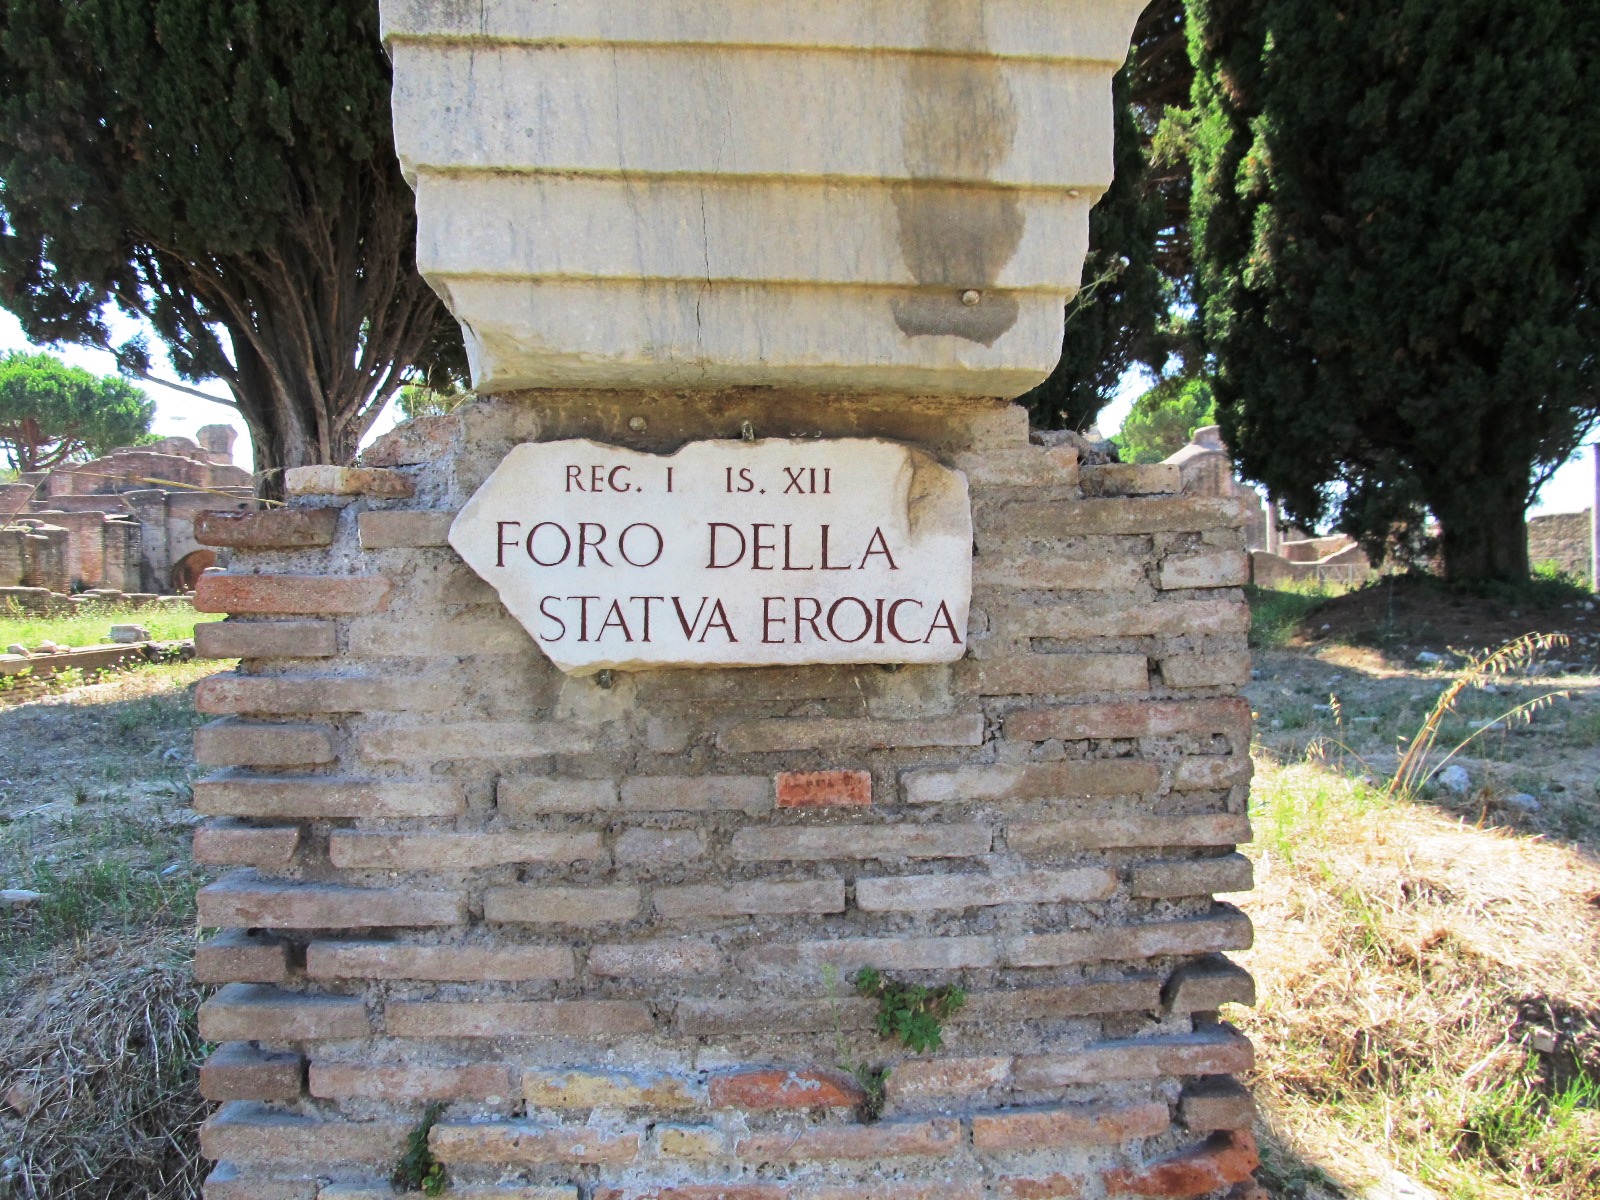 REG. I IS. XII
FORO DELLA
STATVA EROICA